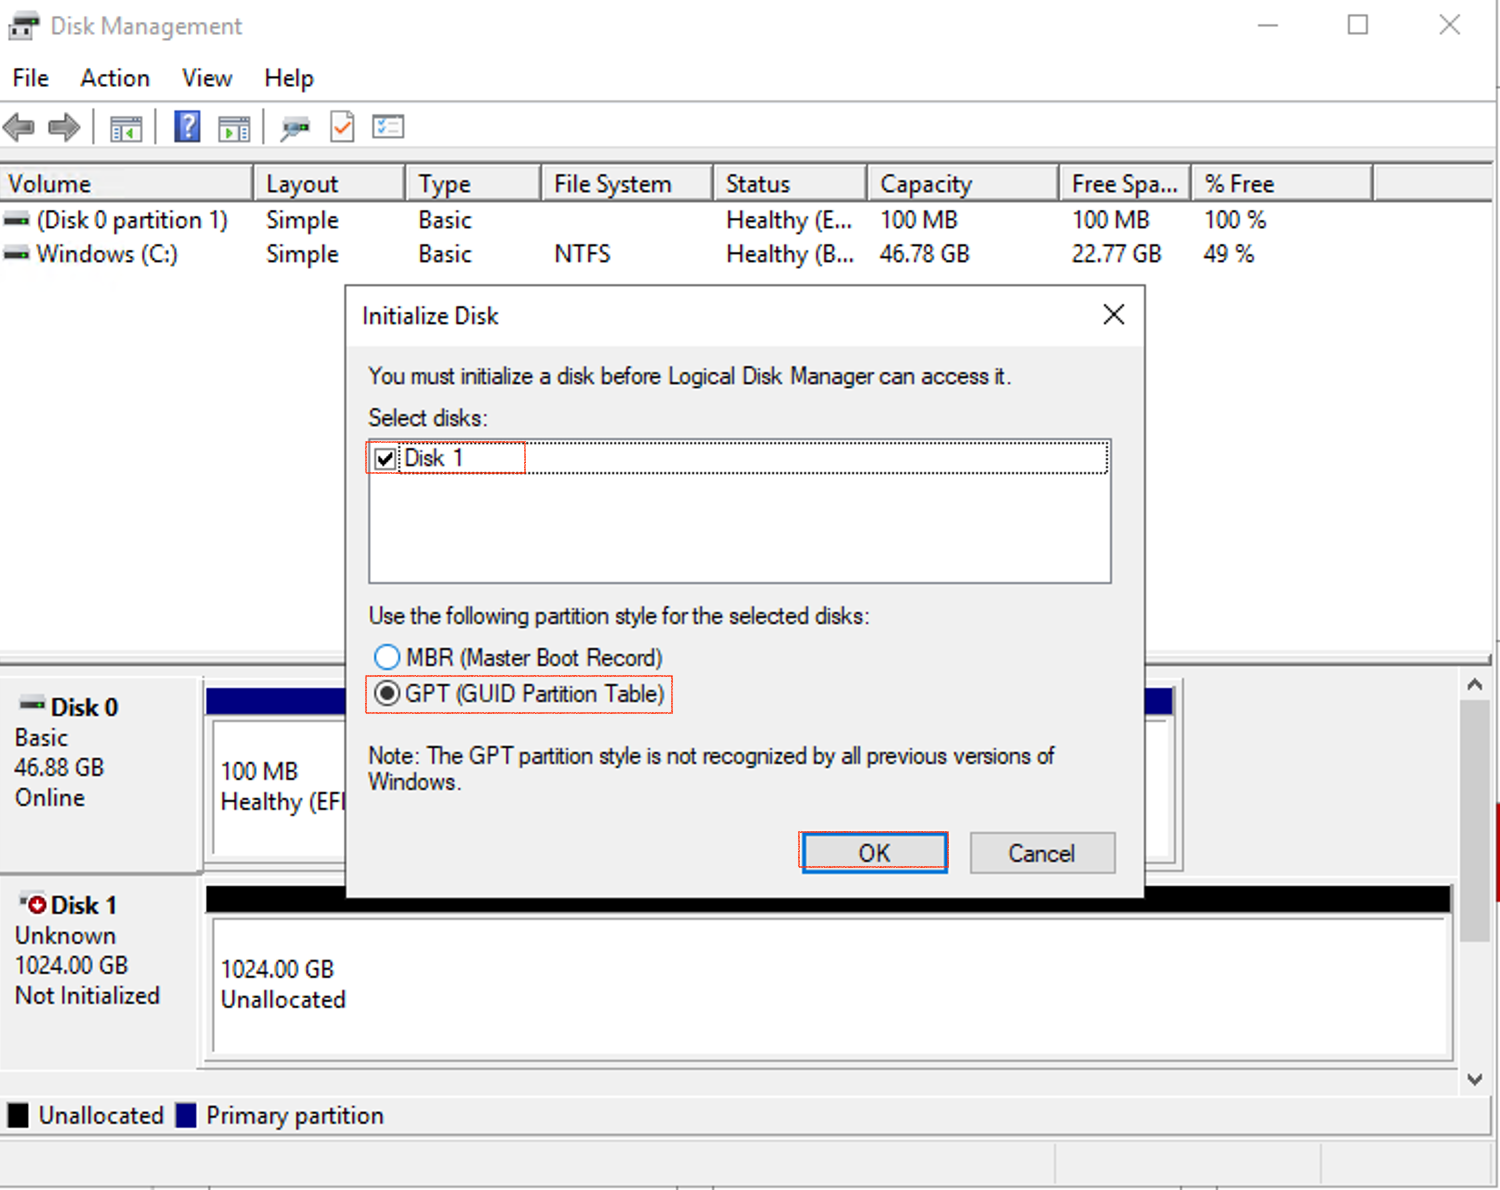 Disk Management
File Action View Help
Volume Layout Type File System Status Capacity Free Spa... % Free
(Disk 0 partition 1) Simple Basic Healthy (E... 100 MB 100 MB 100 %
Windows (C:) Simple Basic NTFS Healthy (B... 46.78 GB 22.77 GB 49 %
Initialize Disk
You must initialize a disk before Logical Disk Manager can access it.
Select disks:
Disk 1
Use the following partition style for the selected disks:
MBR (Master Boot Record)
GPT (GUID Partition Table)
Note: The GPT partition style is not recognized by all previous versions of
Windows.
OK Cancel
Disk 0
Basic
46.88 GB
Online
100 MB
Healthy (EFI
Disk 1
Unknown
1024.00 GB
Not Initialized
1024.00 GB
Unallocated
Unallocated Primary partition